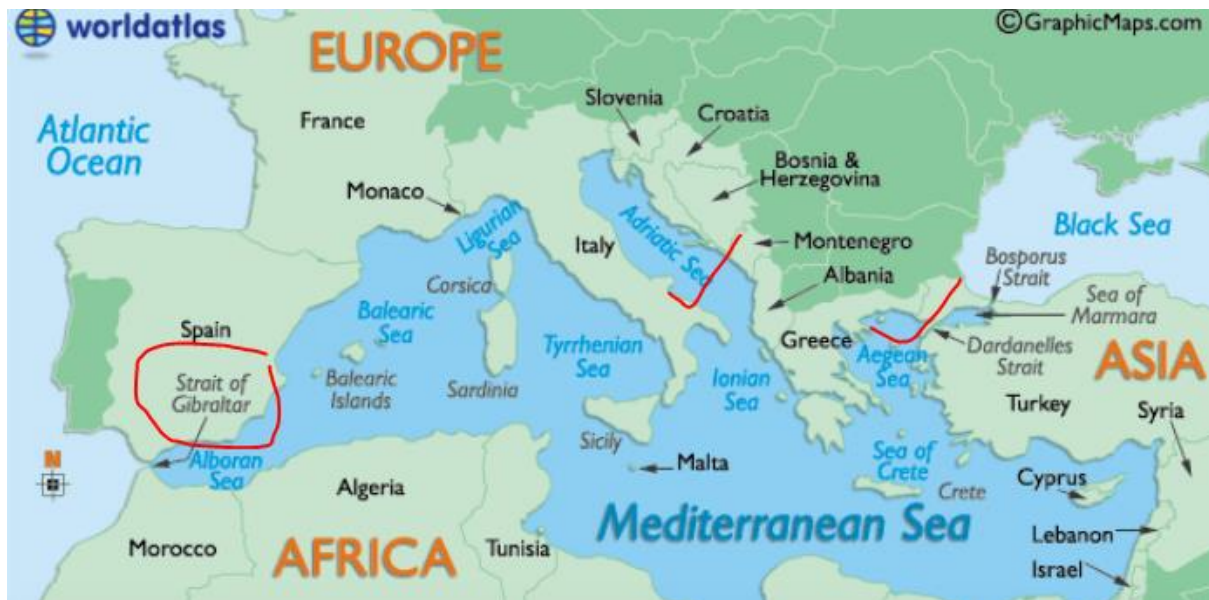 worldatlas
©GraphicMaps.com
EUROPE
Atlantic
Ocean
France
Slovenia
Croatia
Bosnia &
Herzegovina
Monaco
Ligurian
Sea
Adriatic Sea
Italy
Montenegro
Black Sea
Corsica
Albania
Bosporus
Strait
Balearic
Sea
Sea of
Marmara
Spain
Tyrrhenian
Sea
Greece
Aegean
Sea
Dardanelles
Strait
ASIA
Strait of
Gibraltar
Balearic
Islands
Sardinia
Ionian
Sea
Turkey
Syria
N
Alboran
Sea
Sicily
Malta
Sea of
Crete
Crete
Cyprus
Algeria
Mediterranean Sea
Lebanon
Morocco
AFRICA
Tunisia
Israel